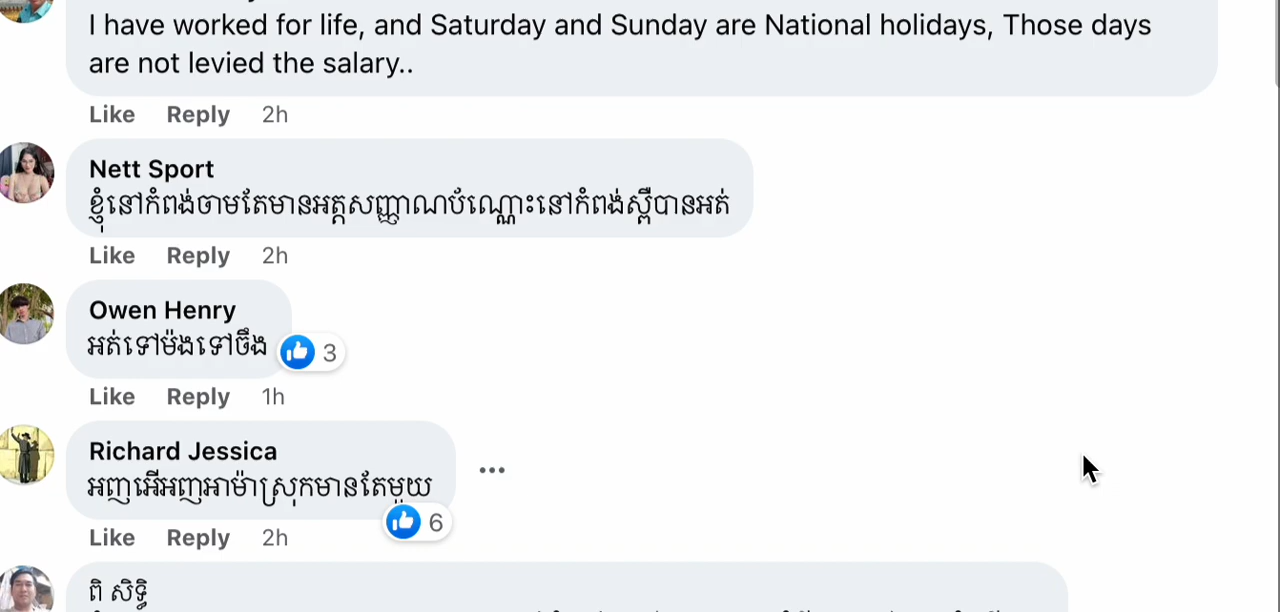 I have worked for life, and Saturday and Sunday are National holidays, Those days
are not levied the salary..
Like Reply 2h
Nett Sport
ខ្ញុំនៅកំពង់ចាមតែមានអត្តសញ្ញាណប័ណ្ណោះនៅកំពង់ស្ពឺបានអត់
Like Reply 2h
Owen Henry
អត់ទៅម៉ងទៅចឹង
3
Like Reply 1h
Richard Jessica
អញអើអញអាម៉ាស្រុកមានតែមួយ
6
Like Reply 2h
ពិ សិទ្ធិ